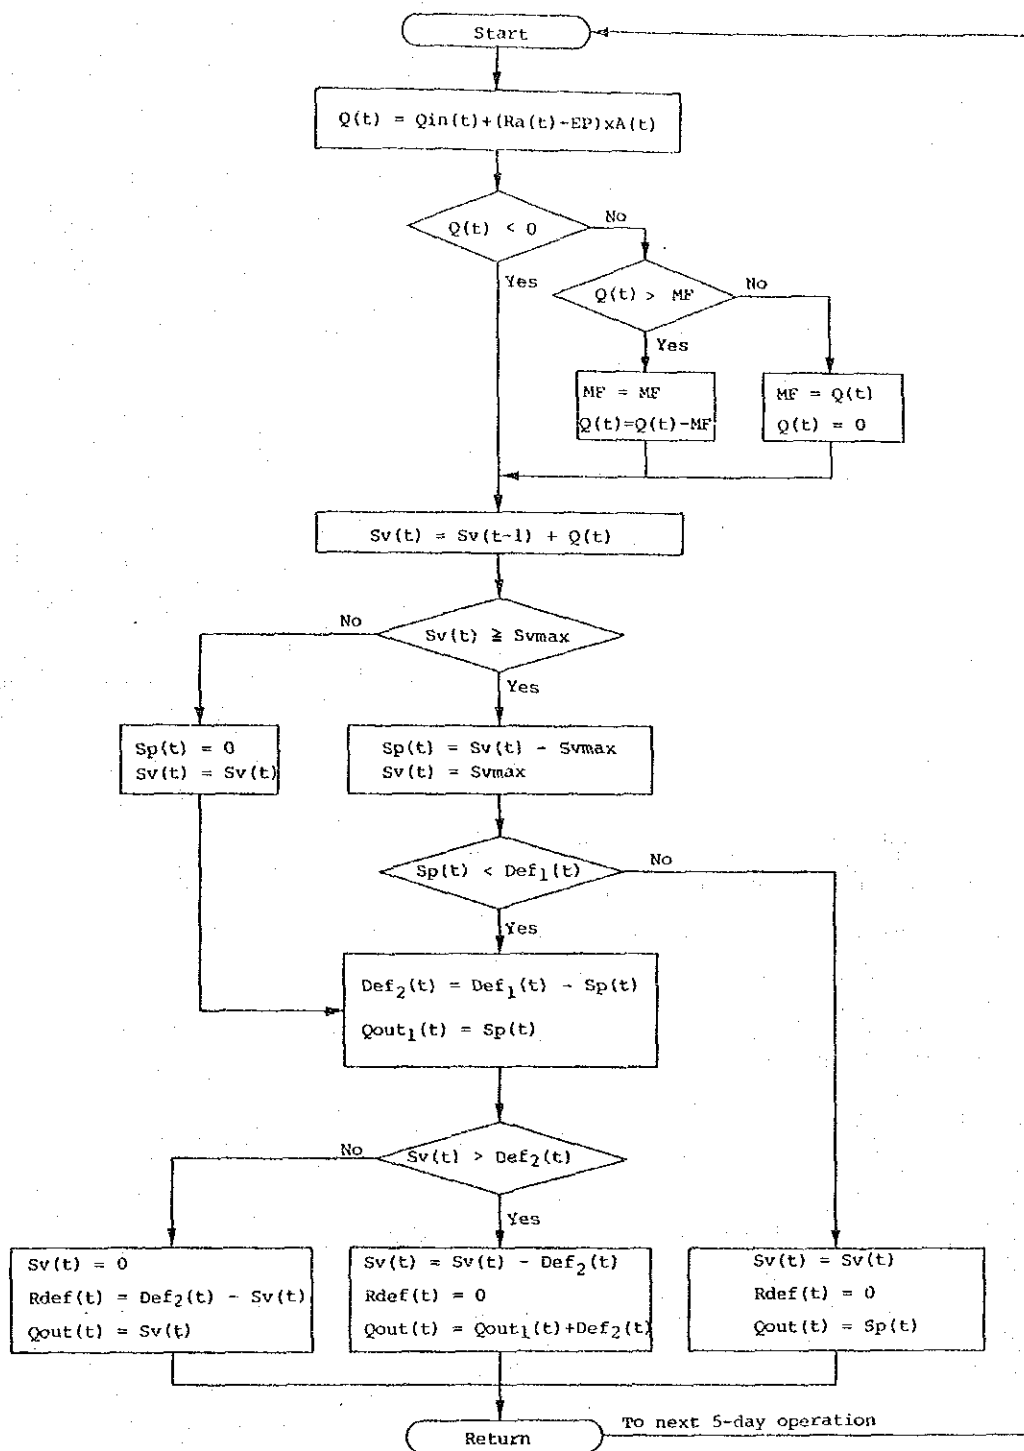 Start
Q(t) = Qin(t)+(Ra(t)-EP)xA(t)
Q(t) < 0
No
Yes
Q(t) > MF
No
Yes
MF = MF
Q(t)=Q(t)-MF
MF = Q(t)
Q(t) = 0
Sv(t) = Sv(t-1) + Q(t)
Sv(t) ≧ Svmax
No
Yes
Sp(t) = 0
Sv(t) = Sv(t)
Sp(t) = Sv(t) - Svmax
Sv(t) = Svmax
Sp(t) < Def₁(t)
No
Yes
Def₂(t) = Def₁(t) - Sp(t)
Qout₁(t) = Sp(t)
Sv(t) > Def₂(t)
No
Yes
Sv(t) = 0
Rdef(t) = Def₂(t) - Sv(t)
Qout(t) = Sv(t)
Sv(t) = Sv(t) - Def₂(t)
Rdef(t) = 0
Qout(t) = Qout₁(t)+Def₂(t)
Sv(t) = Sv(t)
Rdef(t) = 0
Qout(t) = Sp(t)
Return
To next 5-day operation